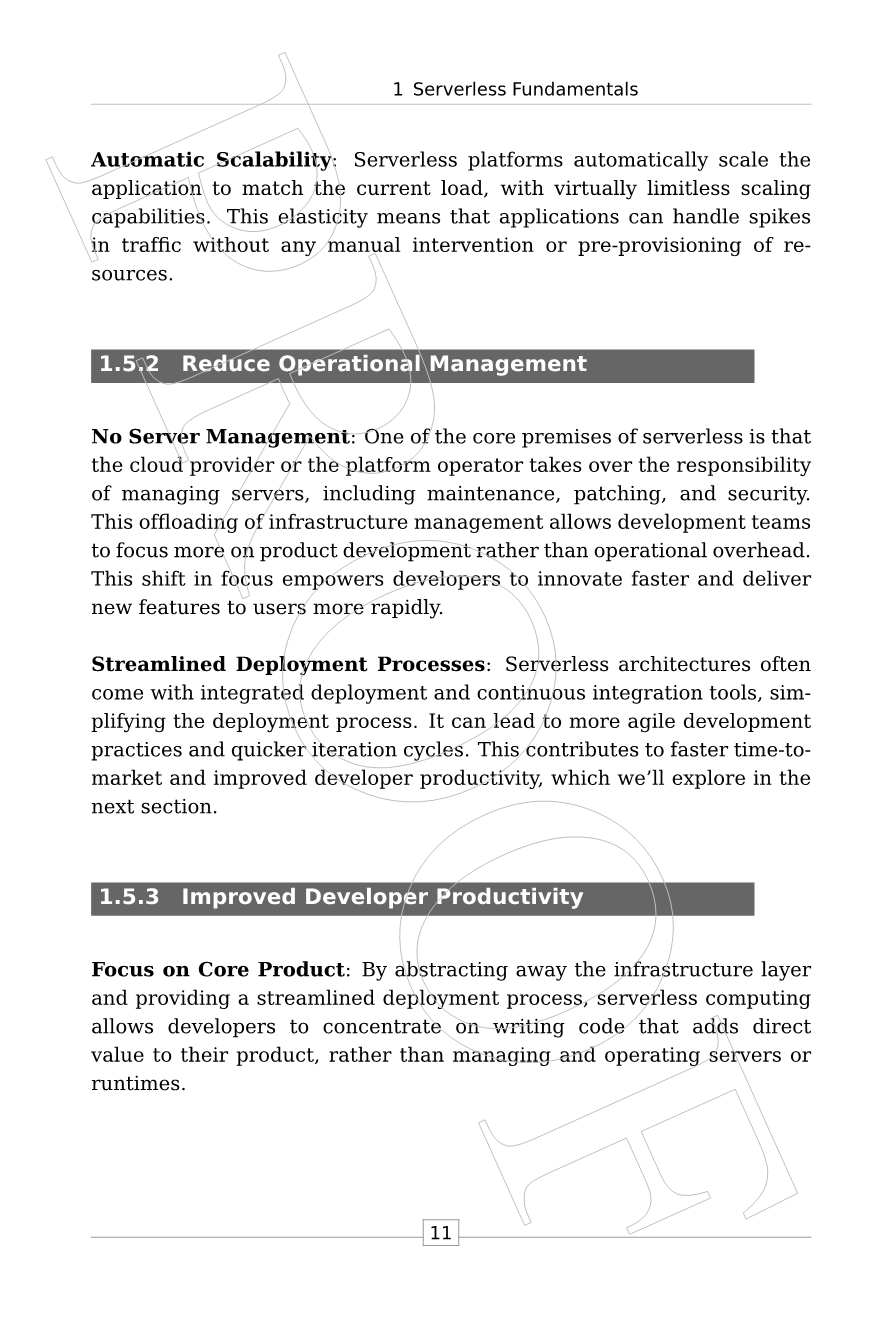 1 Serverless Fundamentals
Automatic Scalability: Serverless platforms automatically scale the
application to match the current load, with virtually limitless scaling
capabilities. This elasticity means that applications can handle spikes
in traffic without any manual intervention or pre-provisioning of re-
sources.
1.5.2 Reduce Operational Management
No Server Management: One of the core premises of serverless is that
the cloud provider or the platform operator takes over the responsibility
of managing servers, including maintenance, patching, and security.
This offloading of infrastructure management allows development teams
to focus more on product development rather than operational overhead.
This shift in focus empowers developers to innovate faster and deliver
new features to users more rapidly.
Streamlined Deployment Processes: Serverless architectures often
come with integrated deployment and continuous integration tools, sim-
plifying the deployment process. It can lead to more agile development
practices and quicker iteration cycles. This contributes to faster time-to-
market and improved developer productivity, which we’ll explore in the
next section.
1.5.3 Improved Developer Productivity
Focus on Core Product: By abstracting away the infrastructure layer
and providing a streamlined deployment process, serverless computing
allows developers to concentrate on writing code that adds direct
value to their product, rather than managing and operating servers or
runtimes.
11
PROOF